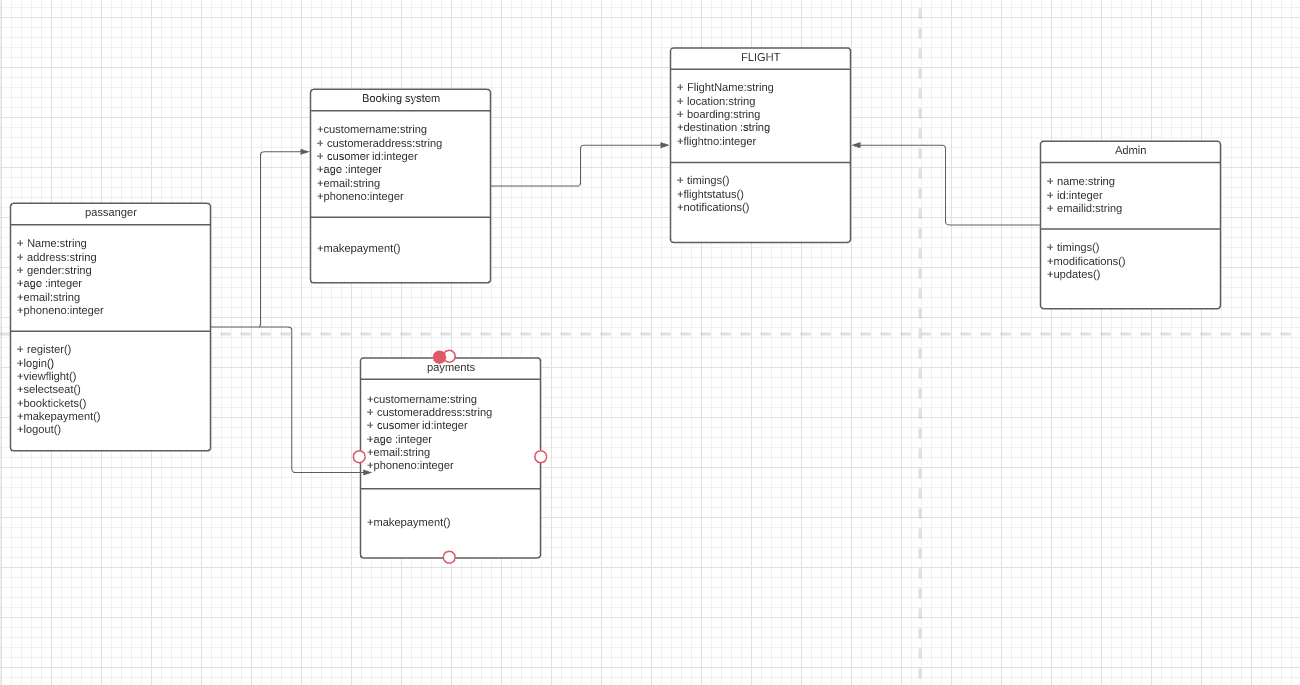 passanger
+ Name:string
+ address:string
+ gender:string
+age :integer
+email:string
+phoneno:integer
+ register()
+login()
+viewflight()
+selectseat()
+booktickets()
+makepayment()
+logout()
Booking system
+customername:string
+ customeraddress:string
+ cusomer id:integer
+age :integer
+email:string
+phoneno:integer
+makepayment()
payments
+customername:string
+ customeraddress:string
+ cusomer id:integer
+age :integer
+email:string
+phoneno:integer
+makepayment()
FLIGHT
+ FlightName:string
+ location:string
+ boarding:string
+destination :string
+flightno:integer
+ timings()
+flightstatus()
+notifications()
Admin
+ name:string
+ id:integer
+ emailid:string
+ timings()
+modifications()
+updates()